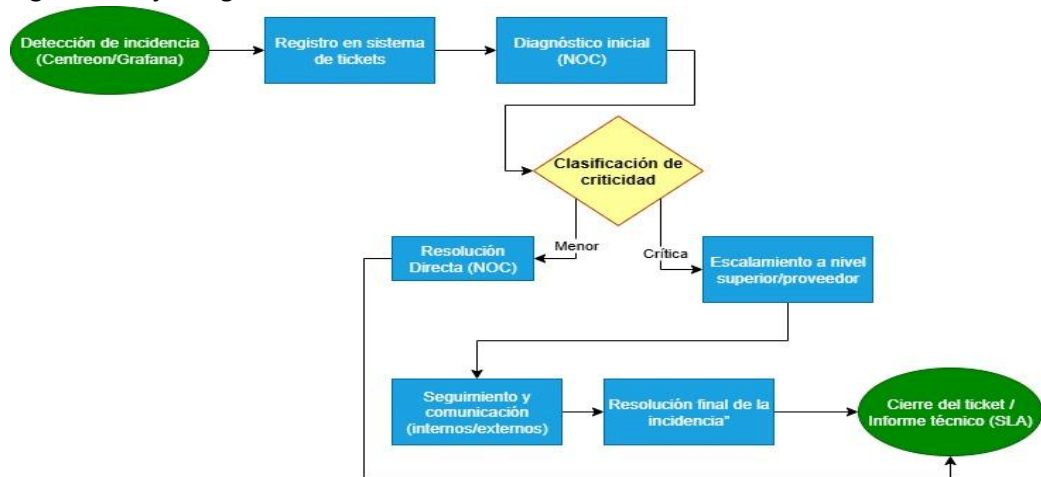 Detección de incidencia
(Centreon/Grafana)
Registro en sistema
de tickets
Diagnóstico inicial
(NOC)
Clasificación de
criticidad
Menor
Crítica
Resolución
Directa (NOC)
Escalamiento a nivel
superior/proveedor
Seguimiento y
comunicación
(internos/externos)
Resolución final de la
incidencia"
Cierre del ticket /
Informe técnico (SLA)